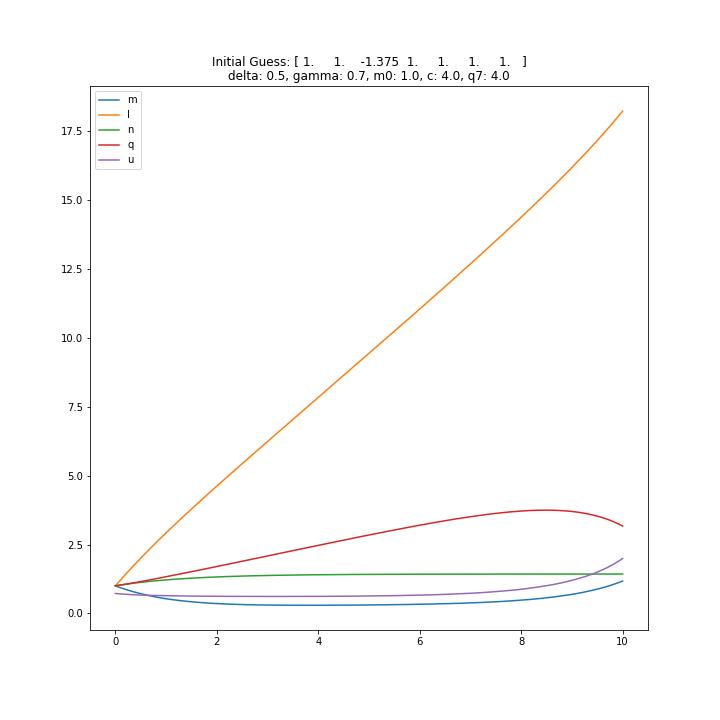 Initial Guess: [ 1. 1. -1.375 1. 1. 1. 1. ]
delta: 0.5, gamma: 0.7, m0: 1.0, c: 4.0, q7: 4.0
m
l
n
q
u
17.5
15.0
12.5
10.0
7.5
5.0
2.5
0.0
0 2 4 6 8 10